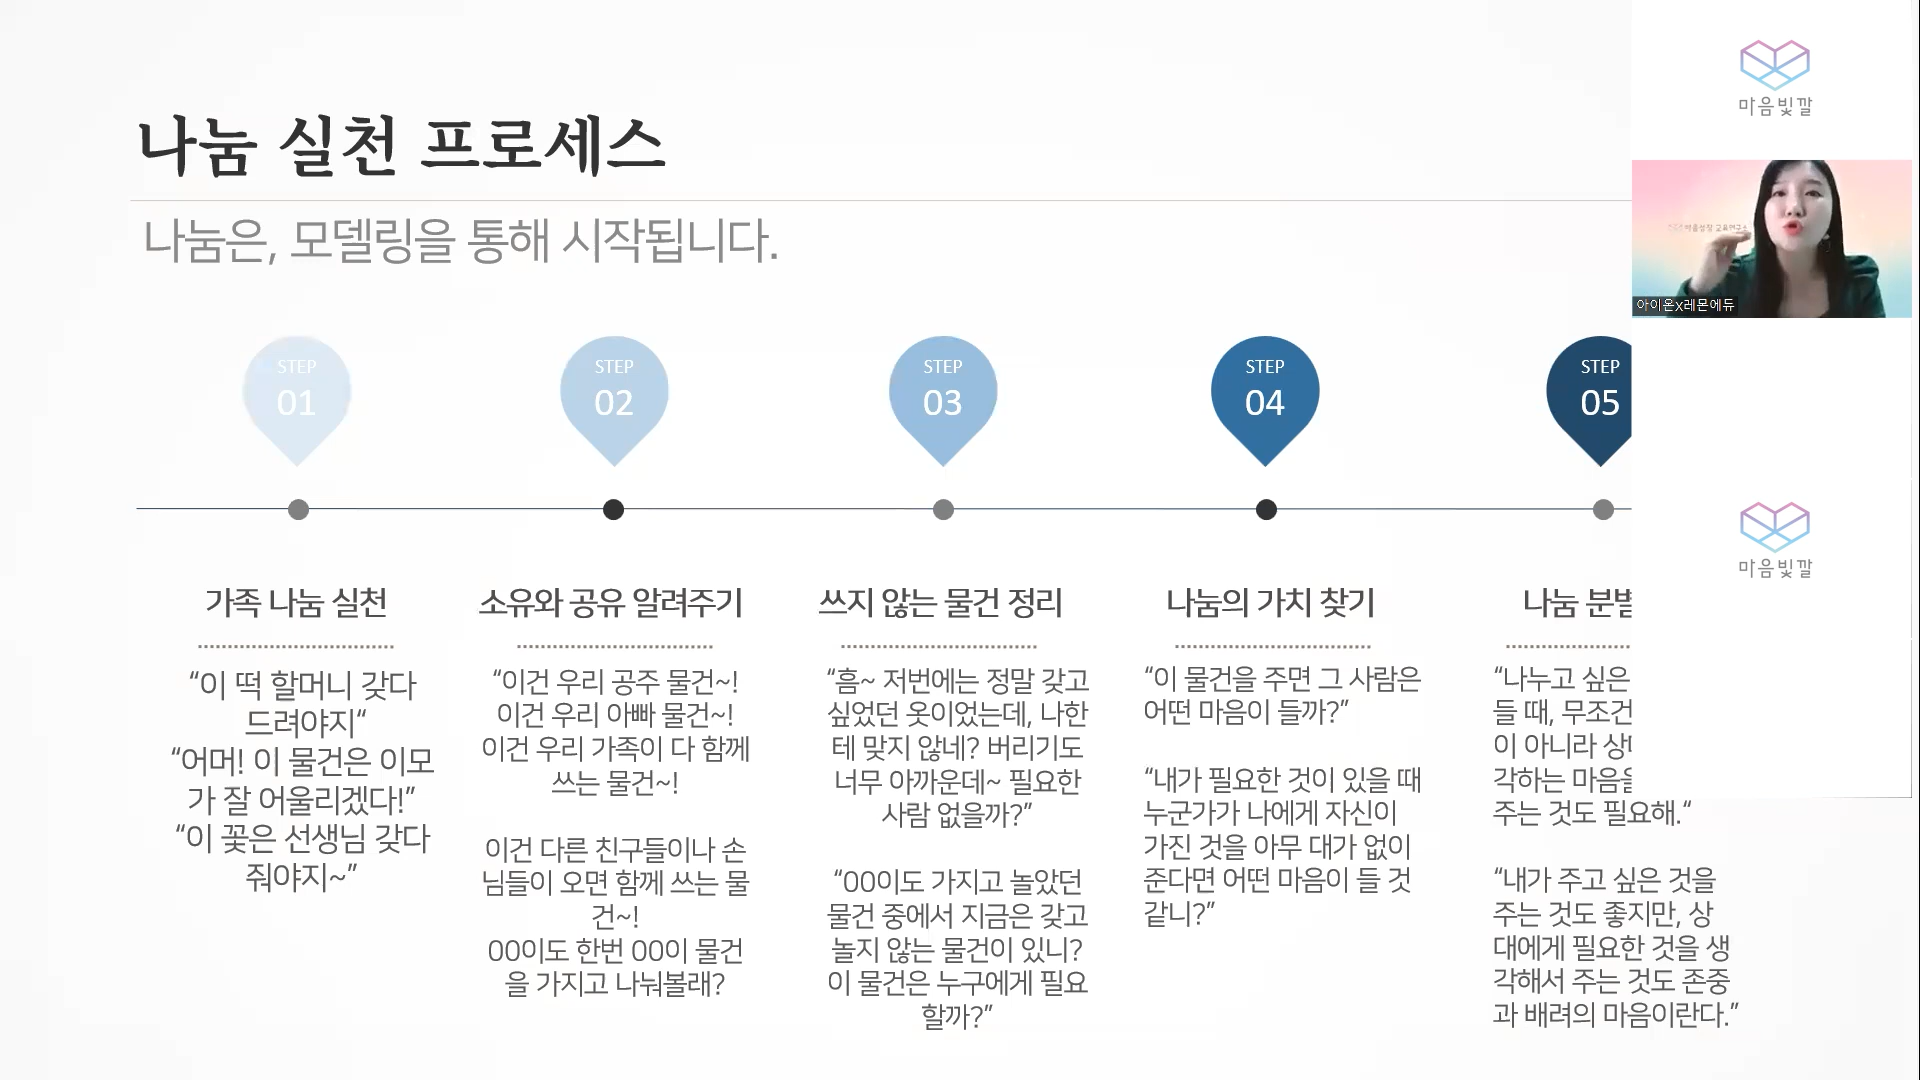 나눔 실천 프로세스
나눔은, 모델링을 통해 시작됩니다.
마음빛깔
아이온x레몬에듀
마음빛깔
STEP
01
STEP
02
STEP
03
STEP
04
STEP
05
가족 나눔 실천
“이 떡 할머니 갖다
드려야지“
“어머! 이 물건은 이모
가 잘 어울리겠다!”
“이 꽃은 선생님 갖다
줘야지~”
소유와 공유 알려주기
“이건 우리 공주 물건~!
이건 우리 아빠 물건~!
이건 우리 가족이 다 함께
쓰는 물건~!
이건 다른 친구들이나 손
님들이 오면 함께 쓰는 물
건~!
00이도 한번 00이 물건
을 가지고 나눠볼래?
쓰지 않는 물건 정리
“흠~ 저번에는 정말 갖고
싶었던 옷이었는데, 나한
테 맞지 않네? 버리기도
너무 아까운데~ 필요한
사람 없을까?”
“00이도 가지고 놀았던
물건 중에서 지금은 갖고
놀지 않는 물건이 있니?
이 물건은 누구에게 필요
할까?”
나눔의 가치 찾기
“이 물건을 주면 그 사람은
어떤 마음이 들까?”
“내가 필요한 것이 있을 때
누군가가 나에게 자신이
가진 것을 아무 대가 없이
준다면 어떤 마음이 들 것
같니?”
나눔
“나누고 싶은
들 때, 무조건
이 아니라
각하는 마음을
주는 것도 필요해.“
“내가 주고 싶은 것을
주는 것도 좋지만, 상
대에게 필요한 것을 생
각해서 주는 것도 존중
과 배려의 마음이란다.”